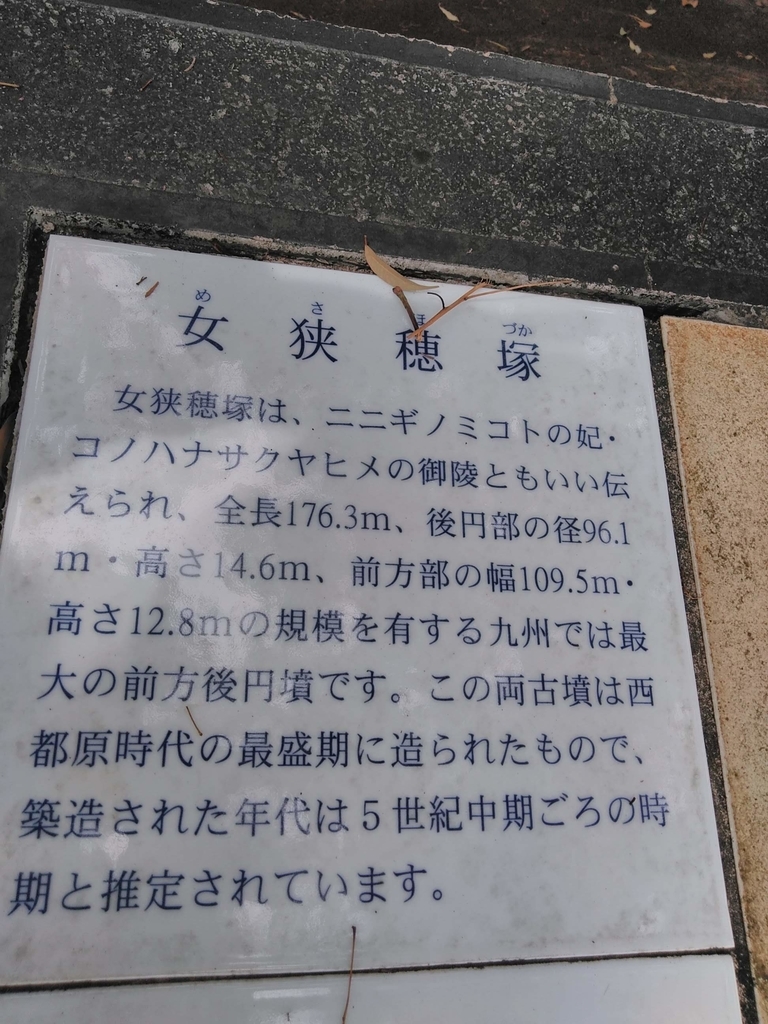 め さ ほ づか
女狭穂塚
女狭穂塚は、ニニギノミコトの妃・
コノハナサクヤヒメの御陵ともいい伝
えられ、全長176.3m、後円部の径96.1
m・高さ14.6m、前方部の幅109.5m・
高さ12.8mの規模を有する九州では最
大の前方後円墳です。この両古墳は西
都原時代の最盛期に造られたもので、
築造された年代は5世紀中期ごろの時
期と推定されています。